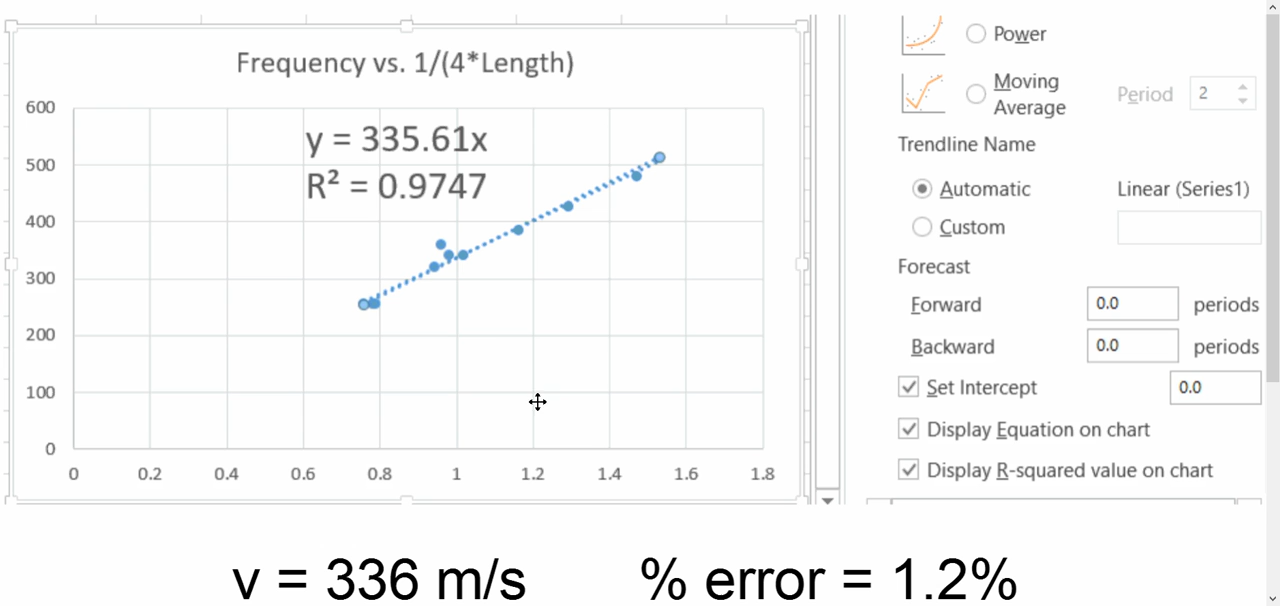 Frequency vs. 1/(4*Length)
y = 335.61x
R² = 0.9747
600
500
400
300
200
100
0
0 0.2 0.4 0.6 0.8 1 1.2 1.4 1.6 1.8
Power
Moving Average Period 2
Trendline Name
Automatic Linear (Series1)
Custom
Forecast
Forward 0.0 periods
Backward 0.0 periods
Set Intercept 0.0
Display Equation on chart
Display R-squared value on chart
v = 336 m/s % error = 1.2%